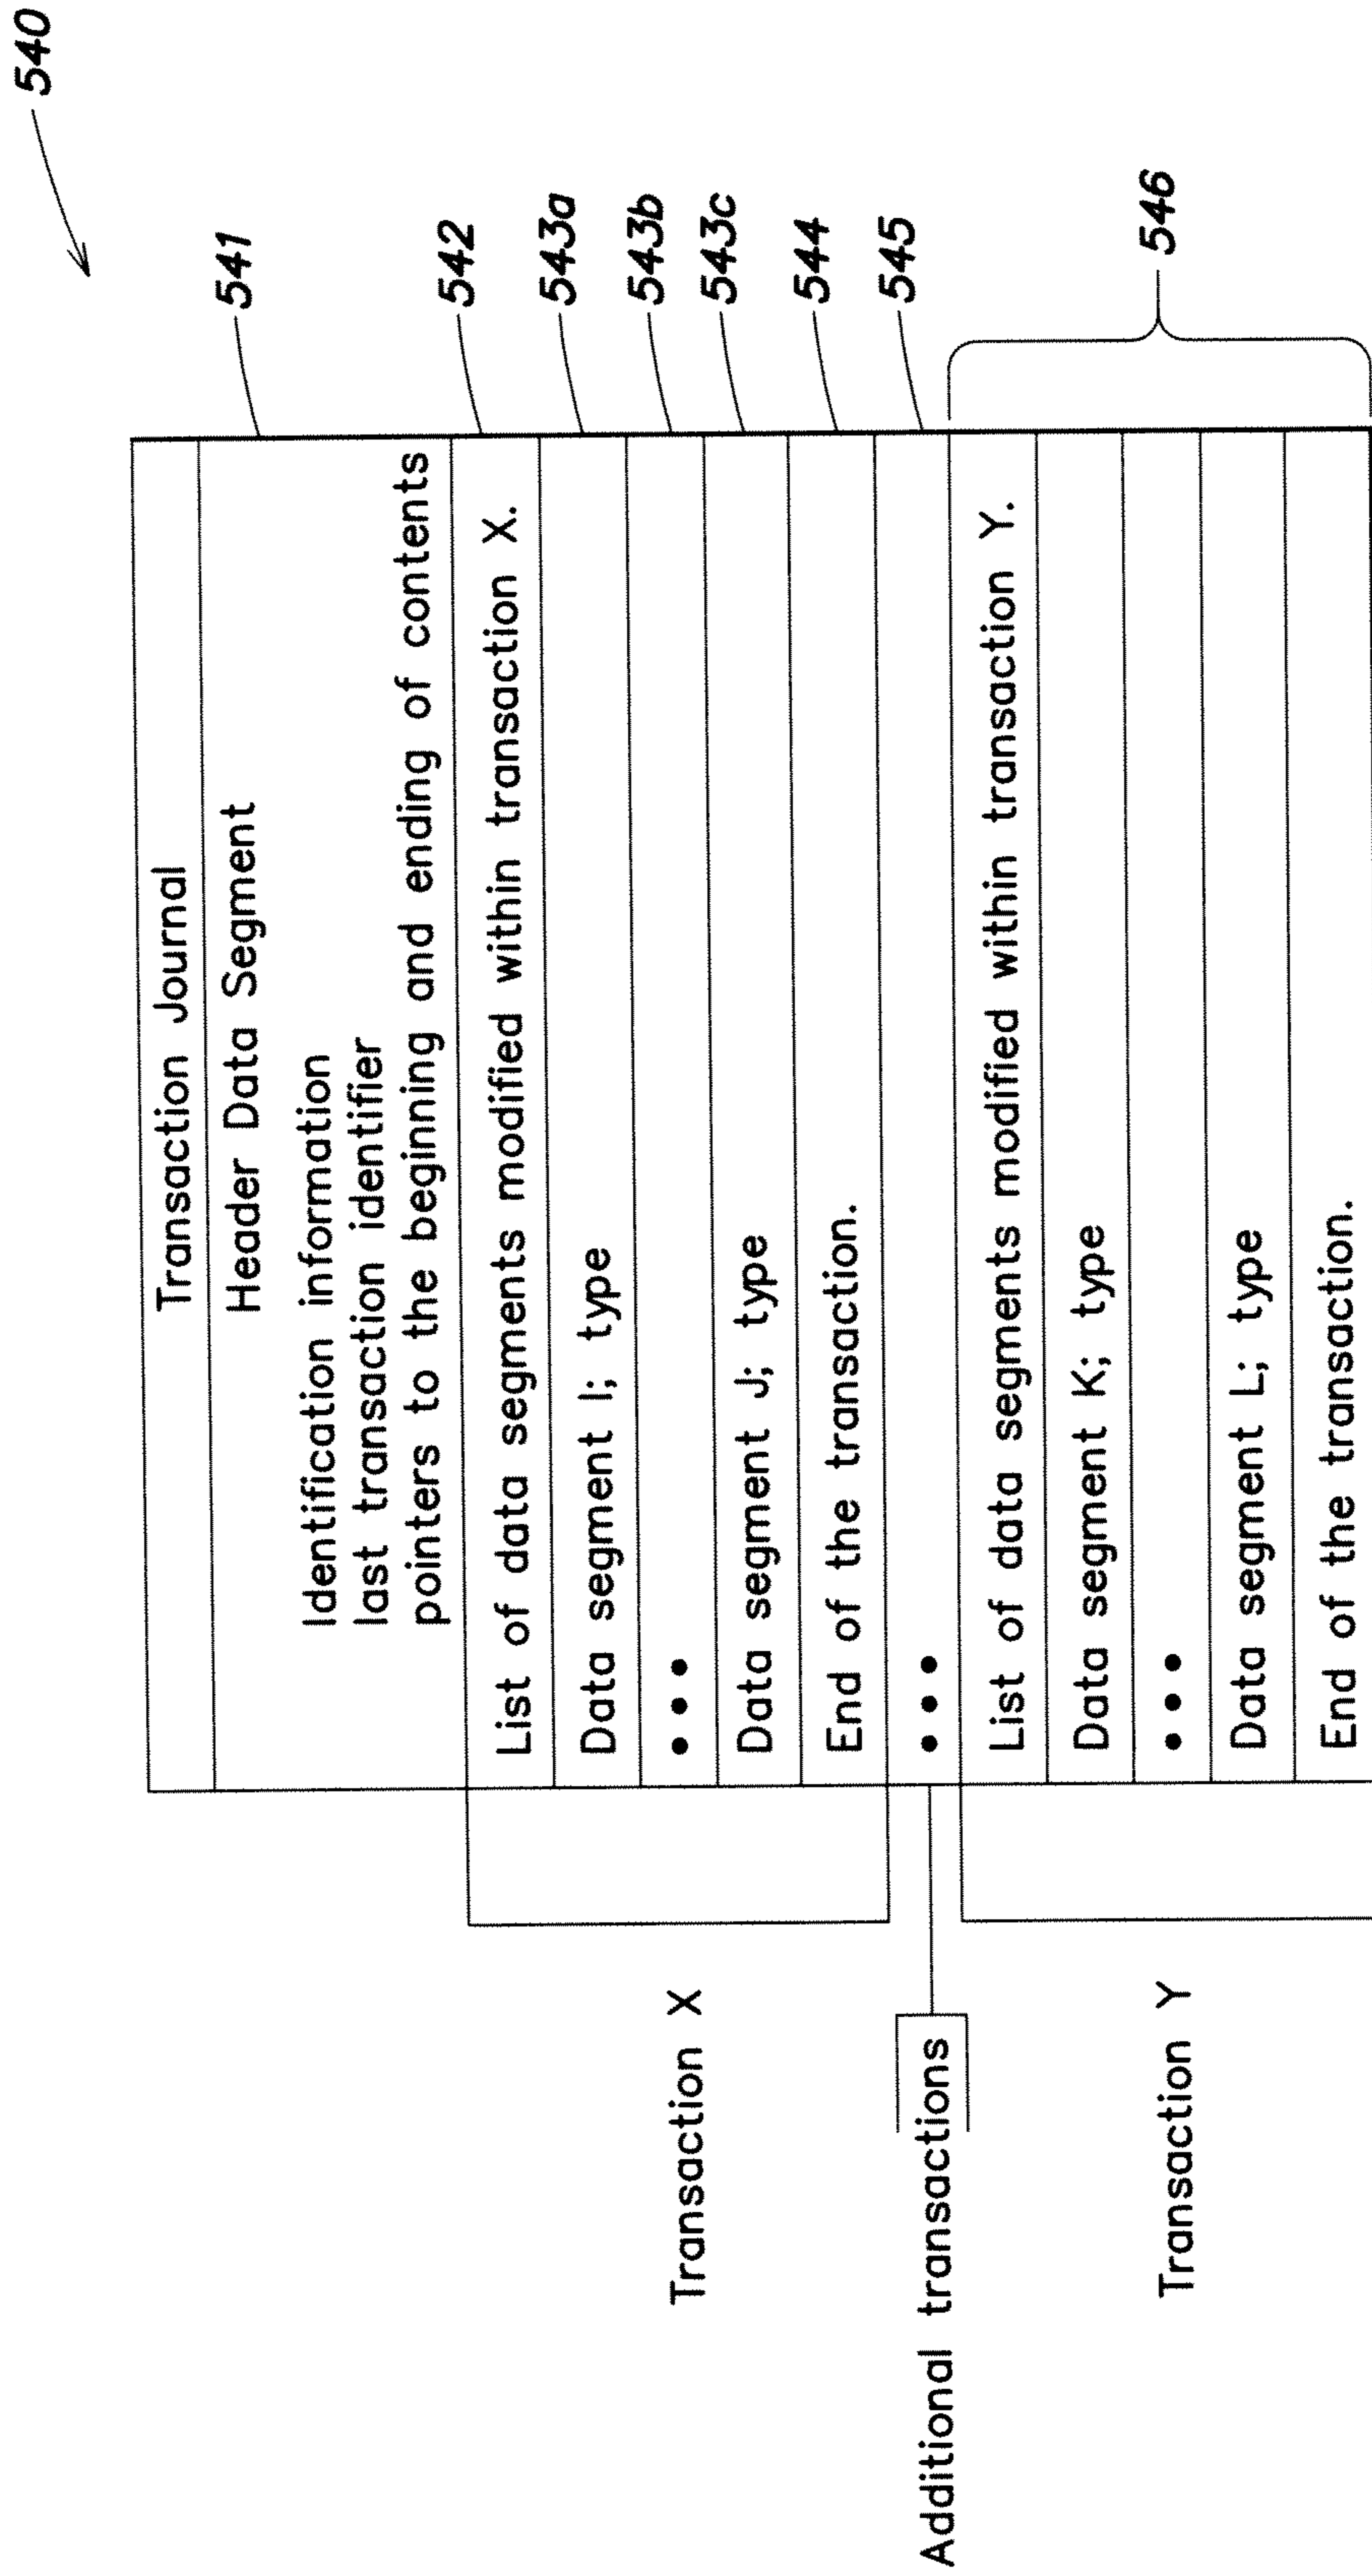 540
Transaction Journal
Header Data Segment
541
Identification information
last transaction identifier
pointers to the beginning and ending of contents
Transaction X
List of data segments modified within transaction X.
542
Data segment I; type
543a
•••
543b
Data segment J; type
543c
End of the transaction.
544
Additional transactions
•••
545
Transaction Y
List of data segments modified within transaction Y.
546
Data segment K; type
•••
Data segment L; type
End of the transaction.